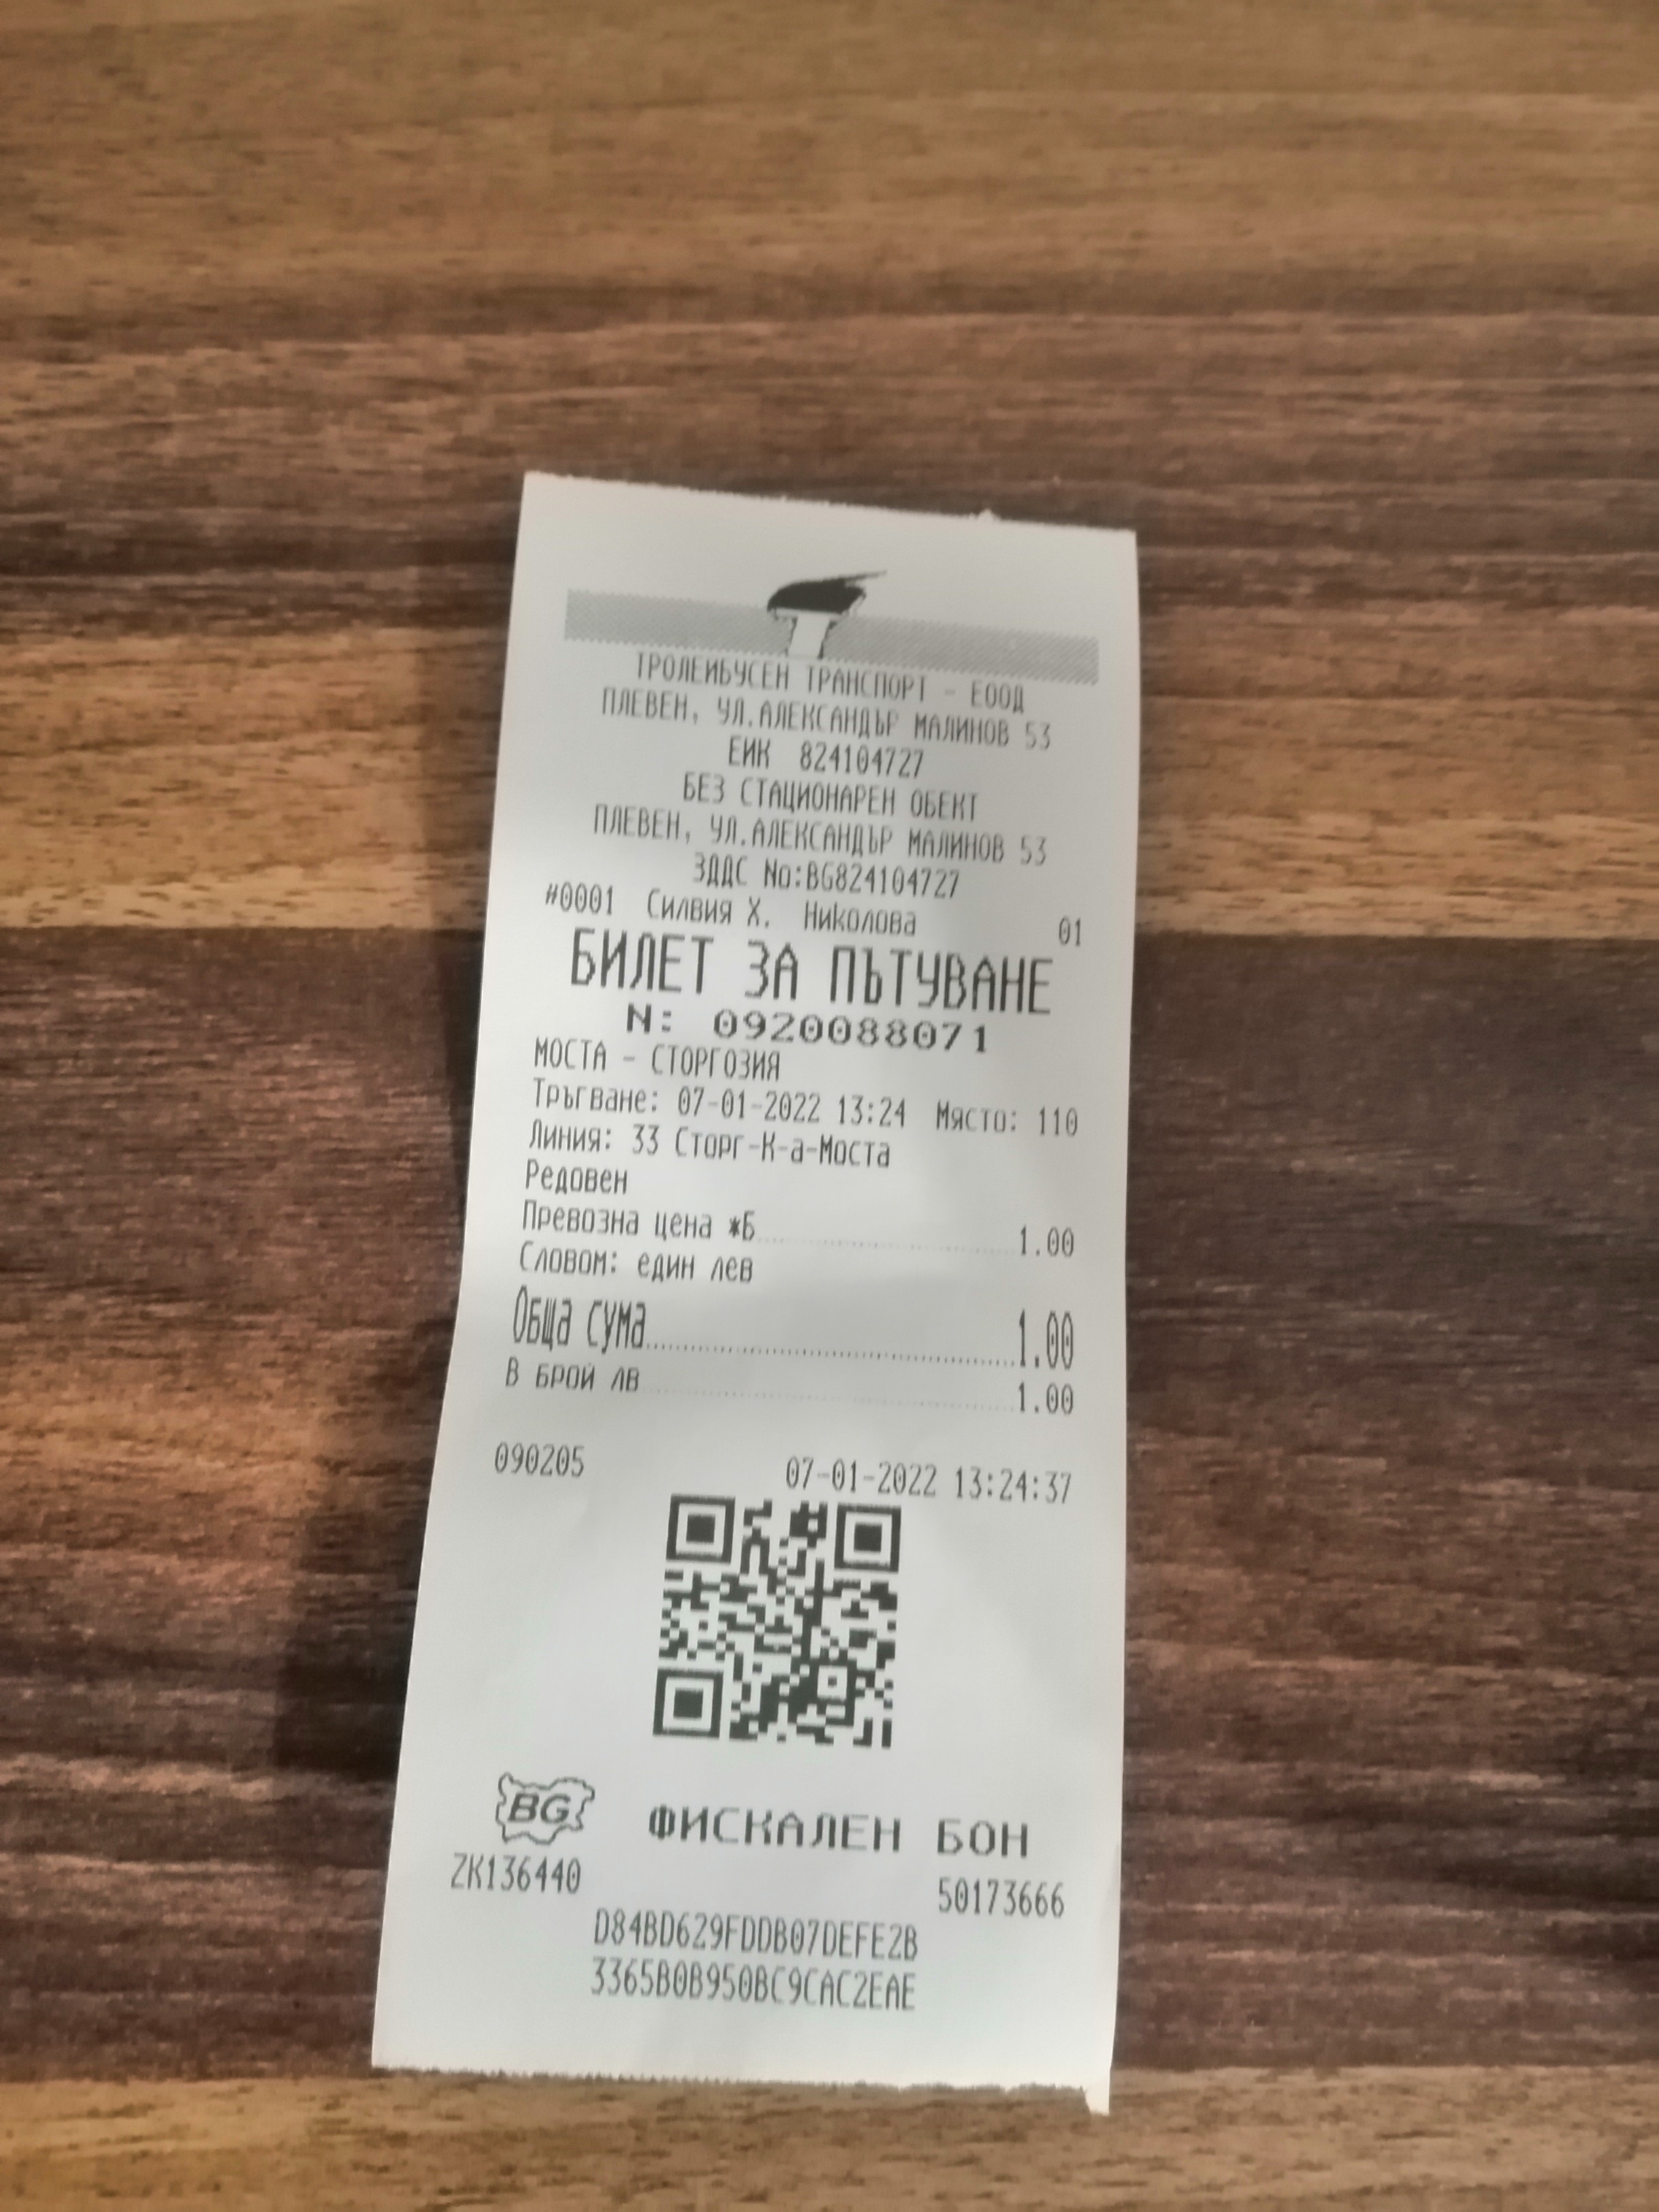 ТРОЛЕЙБУСЕН ТРАНСПОРТ - ЕООД
ПЛЕВЕН, УЛ.АЛЕКСАНДЪР МАЛИНОВ 53
ЕИК 824104727
БЕЗ СТАЦИОНАРЕН ОБЕКТ
ПЛЕВЕН, УЛ.АЛЕКСАНДЪР МАЛИНОВ 53
ЗДДС No:BG824104727
#0001 Силвия Х. Николова 01
БИЛЕТ ЗА ПЪТУВАНЕ
N: 0920088071
МОСТА - СТОРГОЗИЯ
Тръгване: 07-01-2022 13:24 Място: 110
Линия: 33 Сторг-К-а-Моста
Редовен
Превозна цена *Б 1.00
Словом: един лев
Обща сума 1.00
В БРОЙ ЛВ 1.00
090205 07-01-2022 13:24:37
BG ФИСКАЛЕН БОН
ZK136440 50173666
D84BD629FDDB07DEFE2B
3365B0B950BC9CAC2EAE